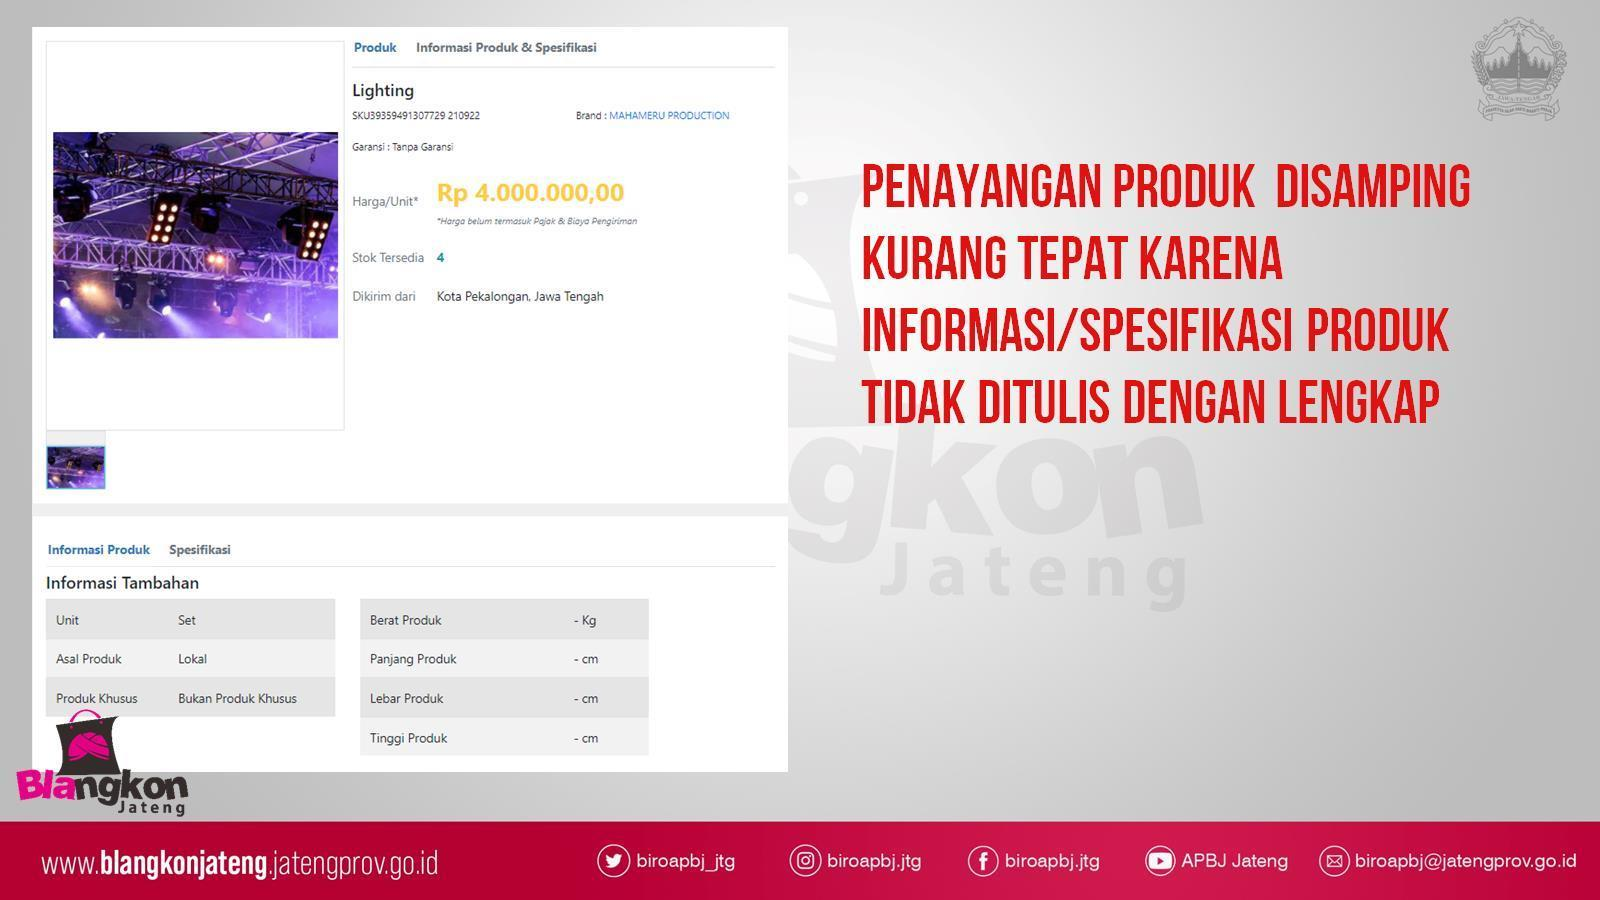 Produk Informasi Produk & Spesifikasi
Lighting
SKU39359491307729 210922 Brand : MAHAMERU PRODUCTION
Garansi : Tanpa Garansi
Harga/Unit* Rp 4.000.000,00
*Harga belum termasuk Pajak & Biaya Pengiriman
Stok Tersedia 4
Dikirim dari Kota Pekalongan, Jawa Tengah
Informasi Produk Spesifikasi
Informasi Tambahan
Unit Set
Asal Produk Lokal
Produk Khusus Bukan Produk Khusus
Berat Produk - Kg
Panjang Produk - cm
Lebar Produk - cm
Tinggi Produk - cm
PENAYANGAN PRODUK DISAMPING
KURANG TEPAT KARENA
INFORMASI/SPESIFIKASI PRODUK
TIDAK DITULIS DENGAN LENGKAP
gkon
Jateng
Blangkon
Jateng
www.blangkonjateng.jatengprov.go.id
biroapbj_jtg
biroapbj.jtg
biroapbj.jtg
APBJ Jateng
biroapbj@jatengprov.go.id